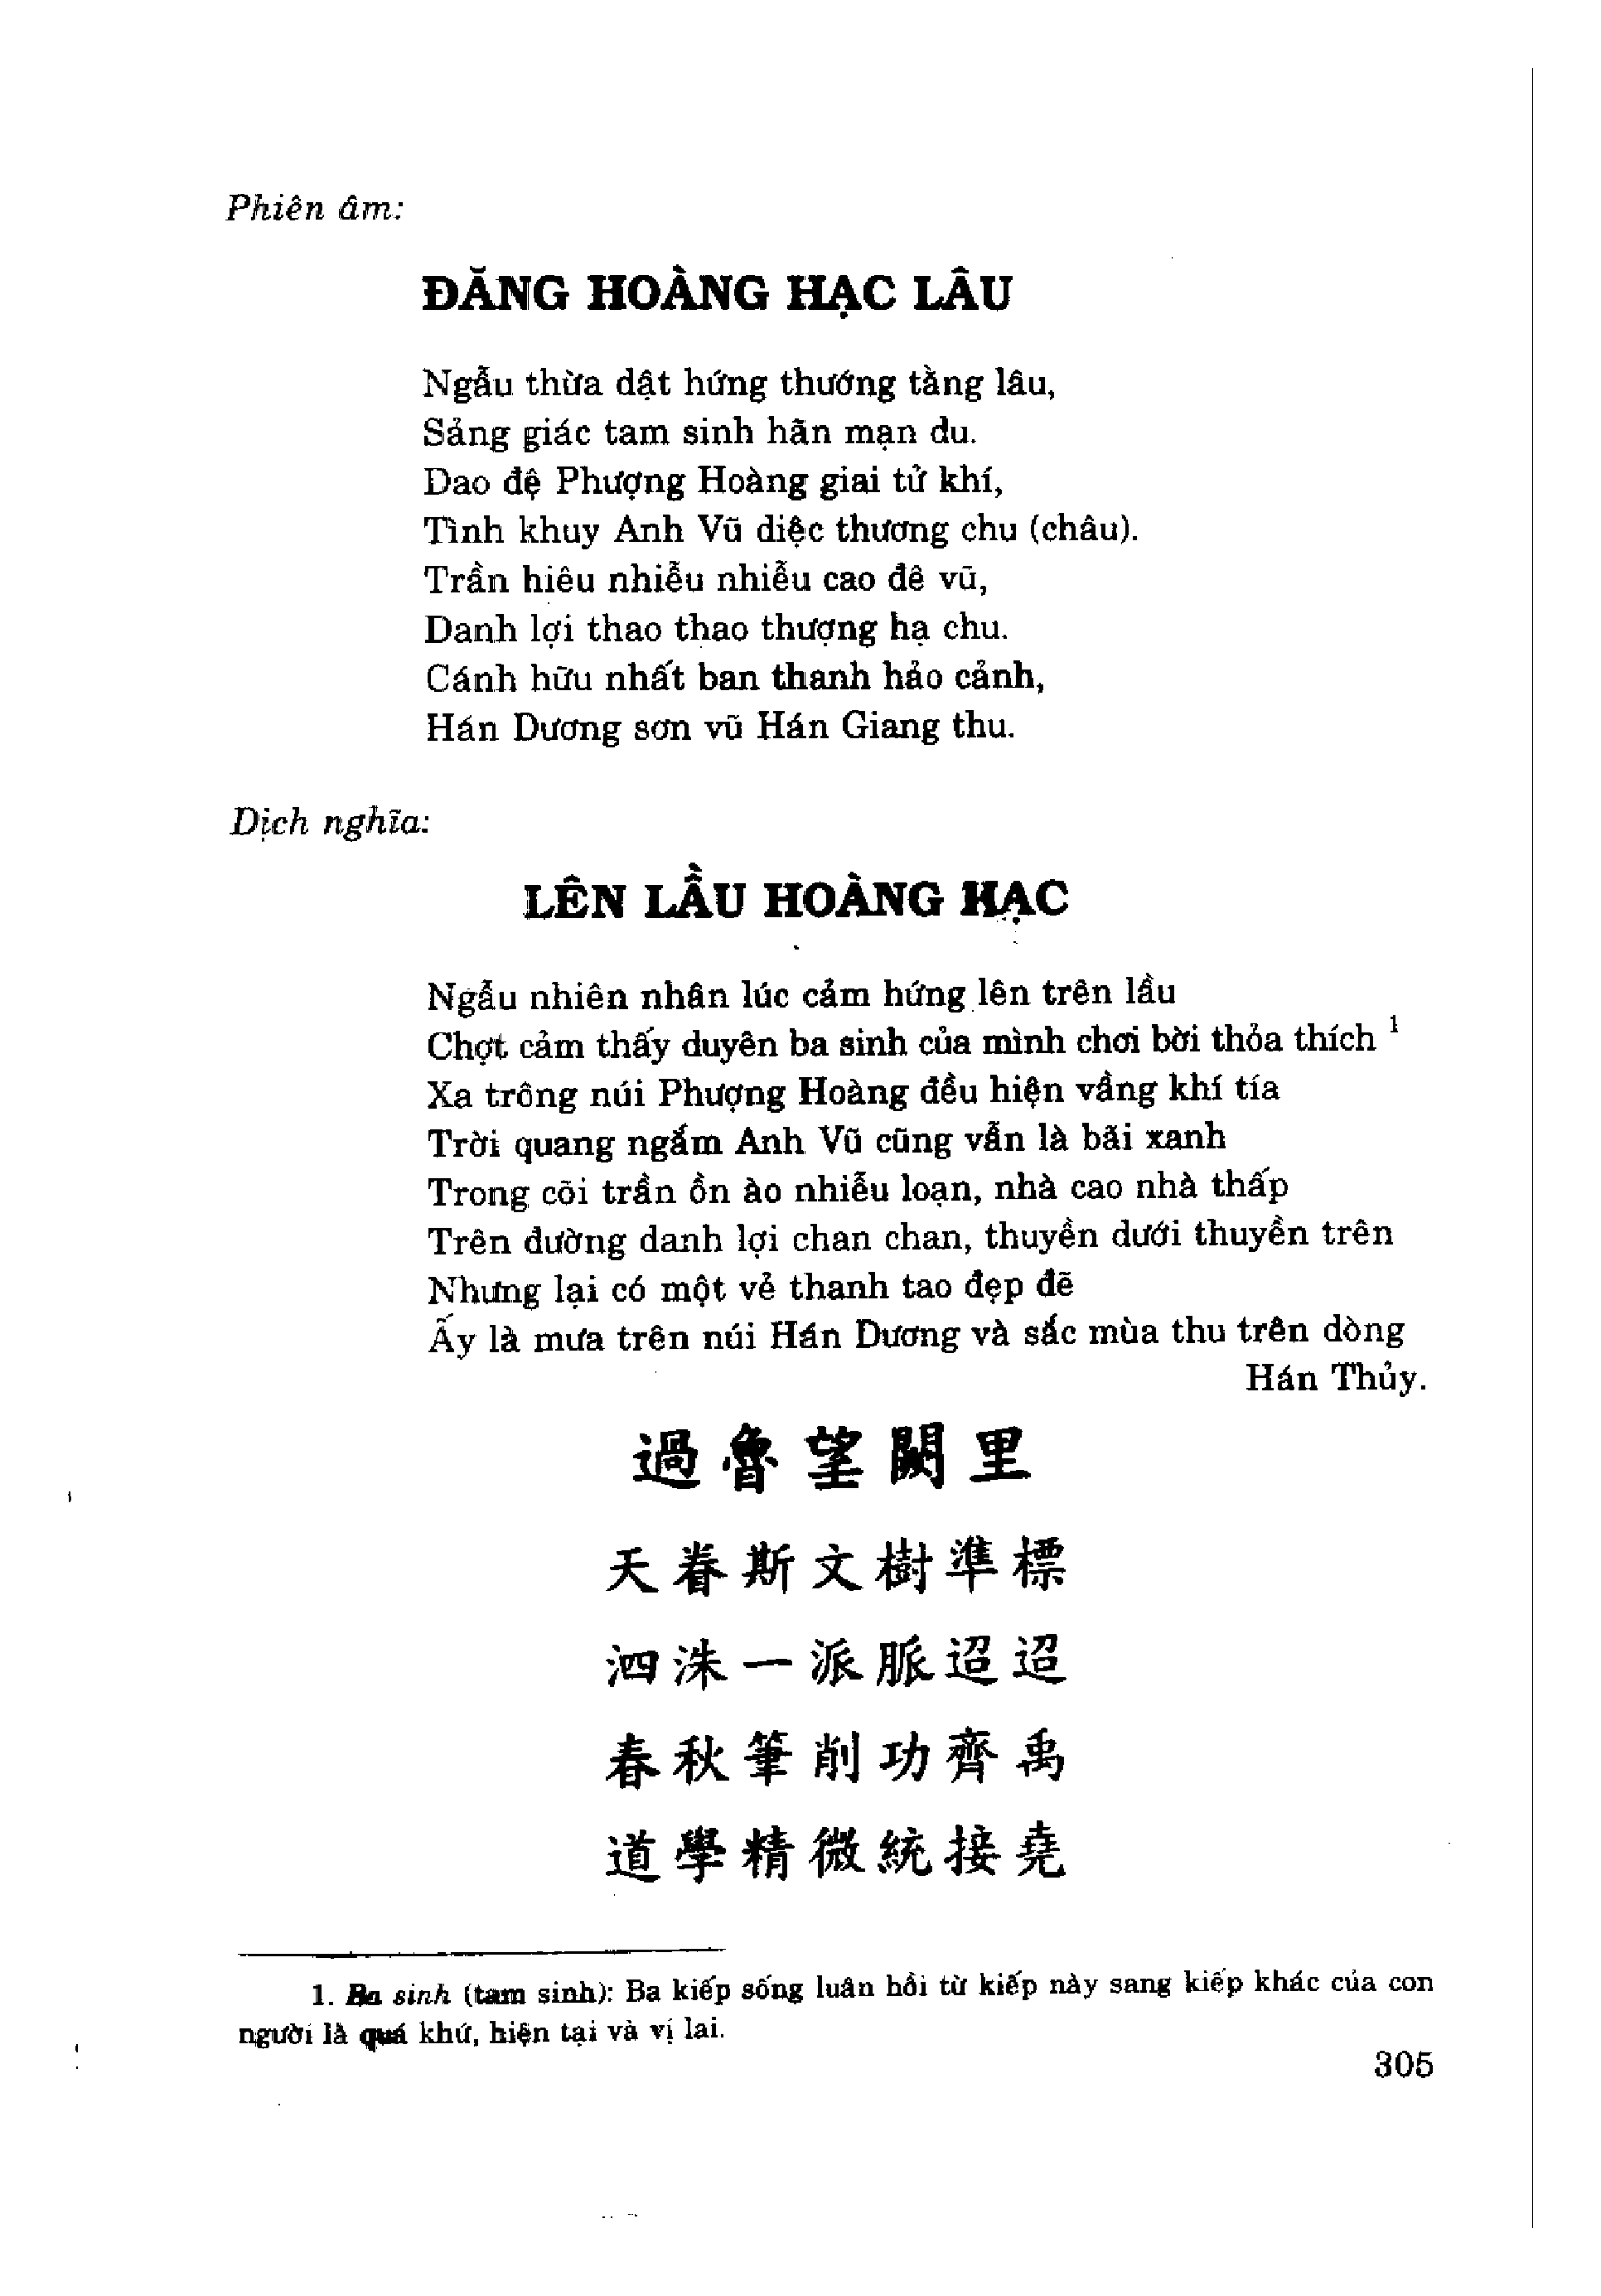 Phiên âm:
ĐĂNG HOÀNG HẠC LÂU
Ngẫu thừa dật hứng thướng tằng lâu,
Sảng giác tam sinh hãn mạn du.
Dao đệ Phượng Hoàng giai tử khí,
Tình khuy Anh Vũ diệc thương chu (châu).
Trần hiêu nhiễu nhiễu cao đê vũ,
Danh lợi thao thao thượng hạ chu.
Cánh hữu nhất ban thanh hảo cảnh,
Hán Dương sơn vũ Hán Giang thu.
Dịch nghĩa:
LÊN LẦU HOÀNG HẠC
Ngẫu nhiên nhân lúc cảm hứng lên trên lầu
Chợt cảm thấy duyên ba sinh của mình chơi bời thỏa thích 1
Xa trông núi Phượng Hoàng đều hiện vầng khí tía
Trời quang ngắm Anh Vũ cũng vẫn là bãi xanh
Trong cõi trần ồn ào nhiễu loạn, nhà cao nhà thấp
Trên đường danh lợi chan chan, thuyền dưới thuyền trên
Nhưng lại có một vẻ thanh tao đẹp đẽ
Ấy là mưa trên núi Hán Dương và sắc mùa thu trên dòng
Hán Thủy.
過魯望闕里
天眷斯文樹準標
泗洙一派脈迢迢
春秋筆削功齊禹
道學精微統接堯
1. Ba sinh (tam sinh): Ba kiếp sống luân hồi từ kiếp này sang kiếp khác của con
người là quá khứ, hiện tại và vị lai.
305